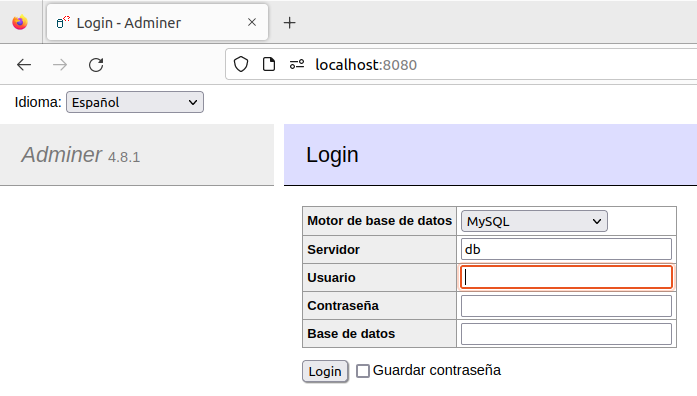 Login - Adminer
localhost:8080
Idioma: Español
Adminer 4.8.1
Login
Motor de base de datos MySQL
Servidor db
Usuario
Contraseña
Base de datos
Login Guardar contraseña